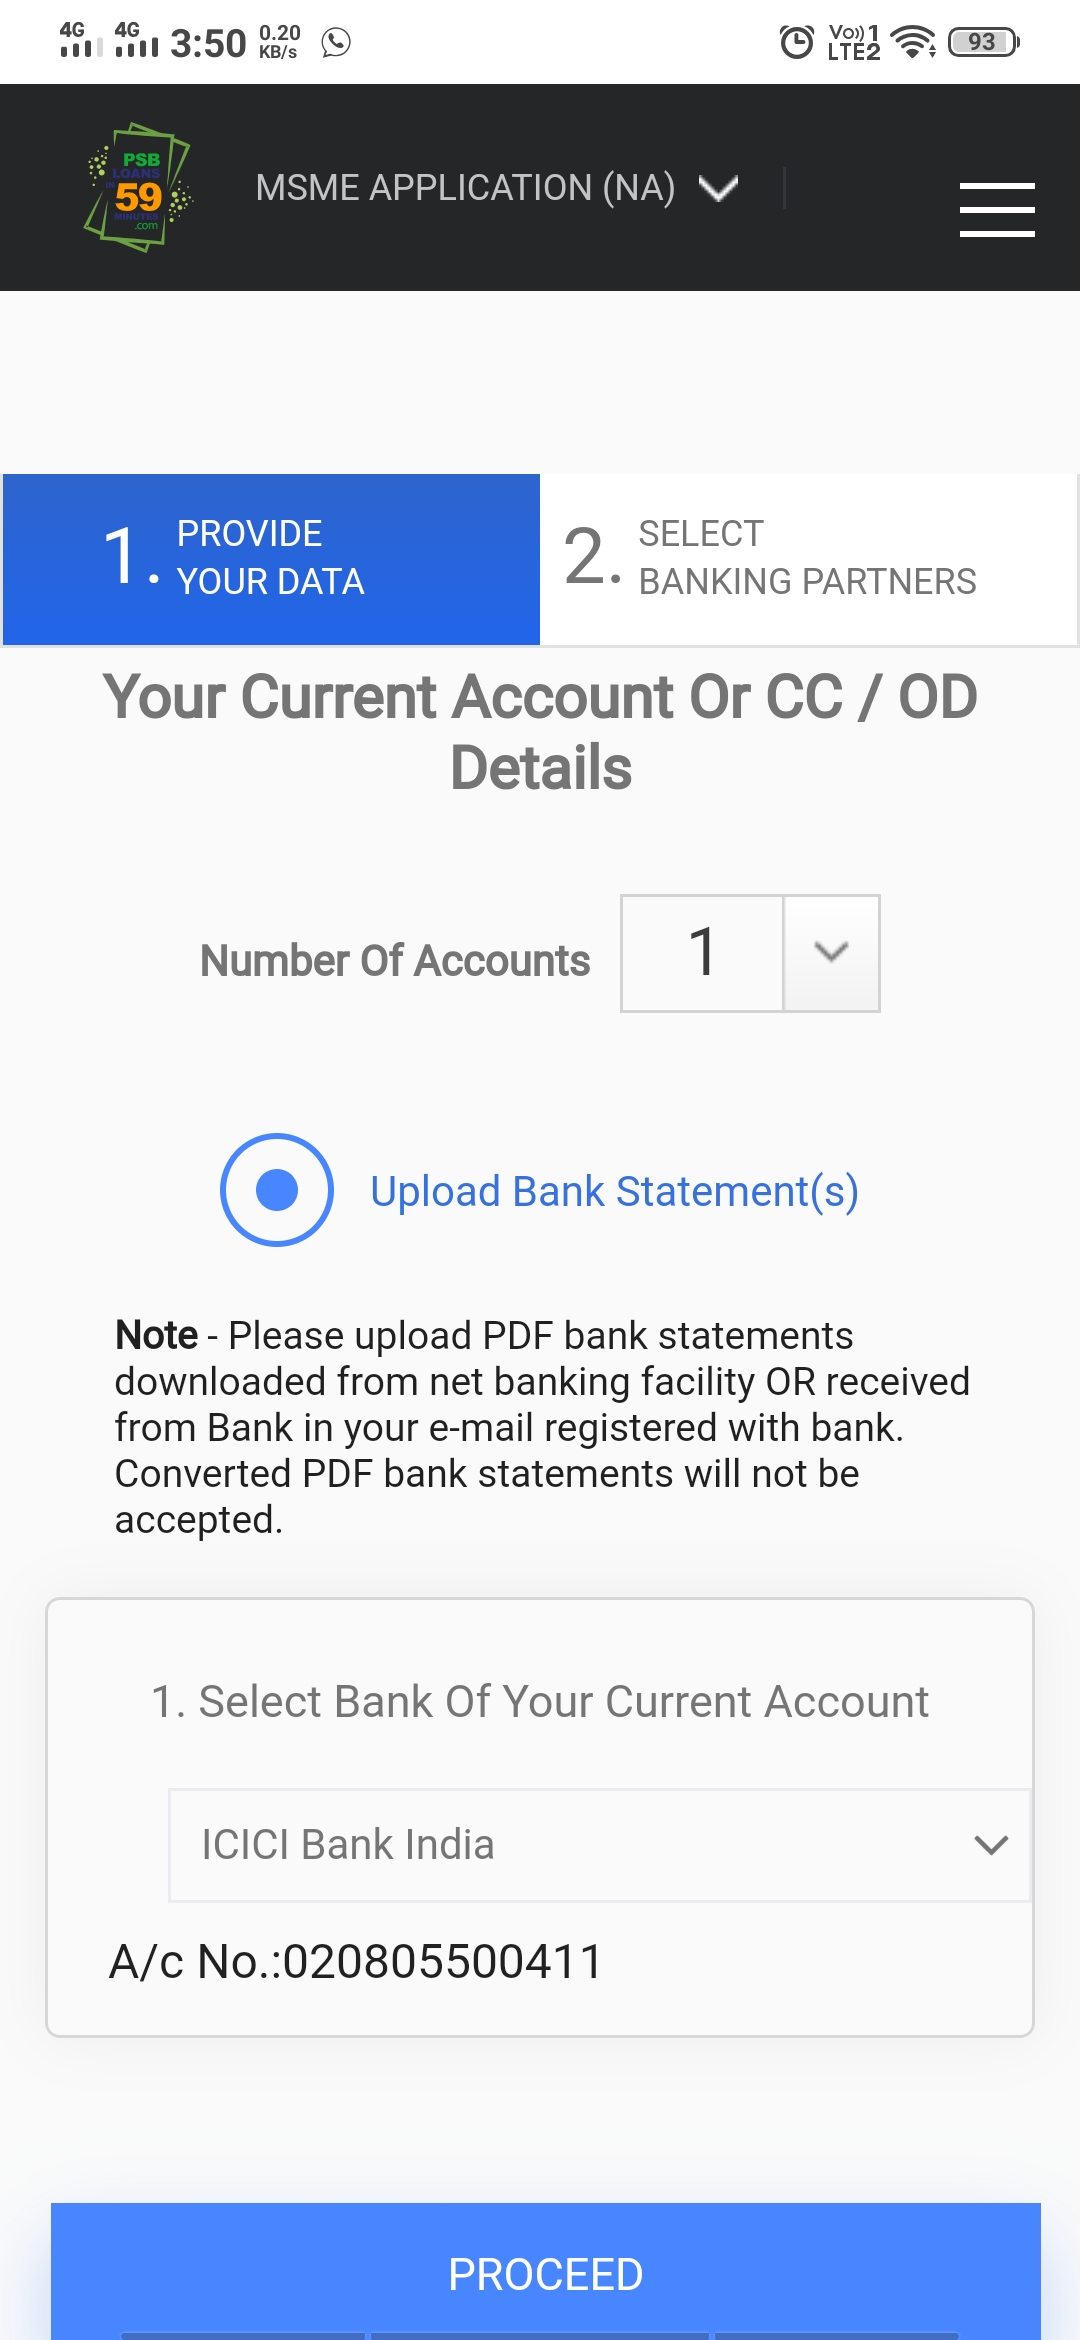 4G 4G 3:50 0.20 KB/s Vo))1 LTE2 93
PSB
LOANS
IN 59
MINUTES
.com
MSME APPLICATION (NA)
1. PROVIDE
YOUR DATA
2. SELECT
BANKING PARTNERS
Your Current Account Or CC / OD
Details
Number Of Accounts 1
Upload Bank Statement(s)
Note - Please upload PDF bank statements
downloaded from net banking facility OR received
from Bank in your e-mail registered with bank.
Converted PDF bank statements will not be
accepted.
1. Select Bank Of Your Current Account
ICICI Bank India
A/c No.:020805500411
PROCEED